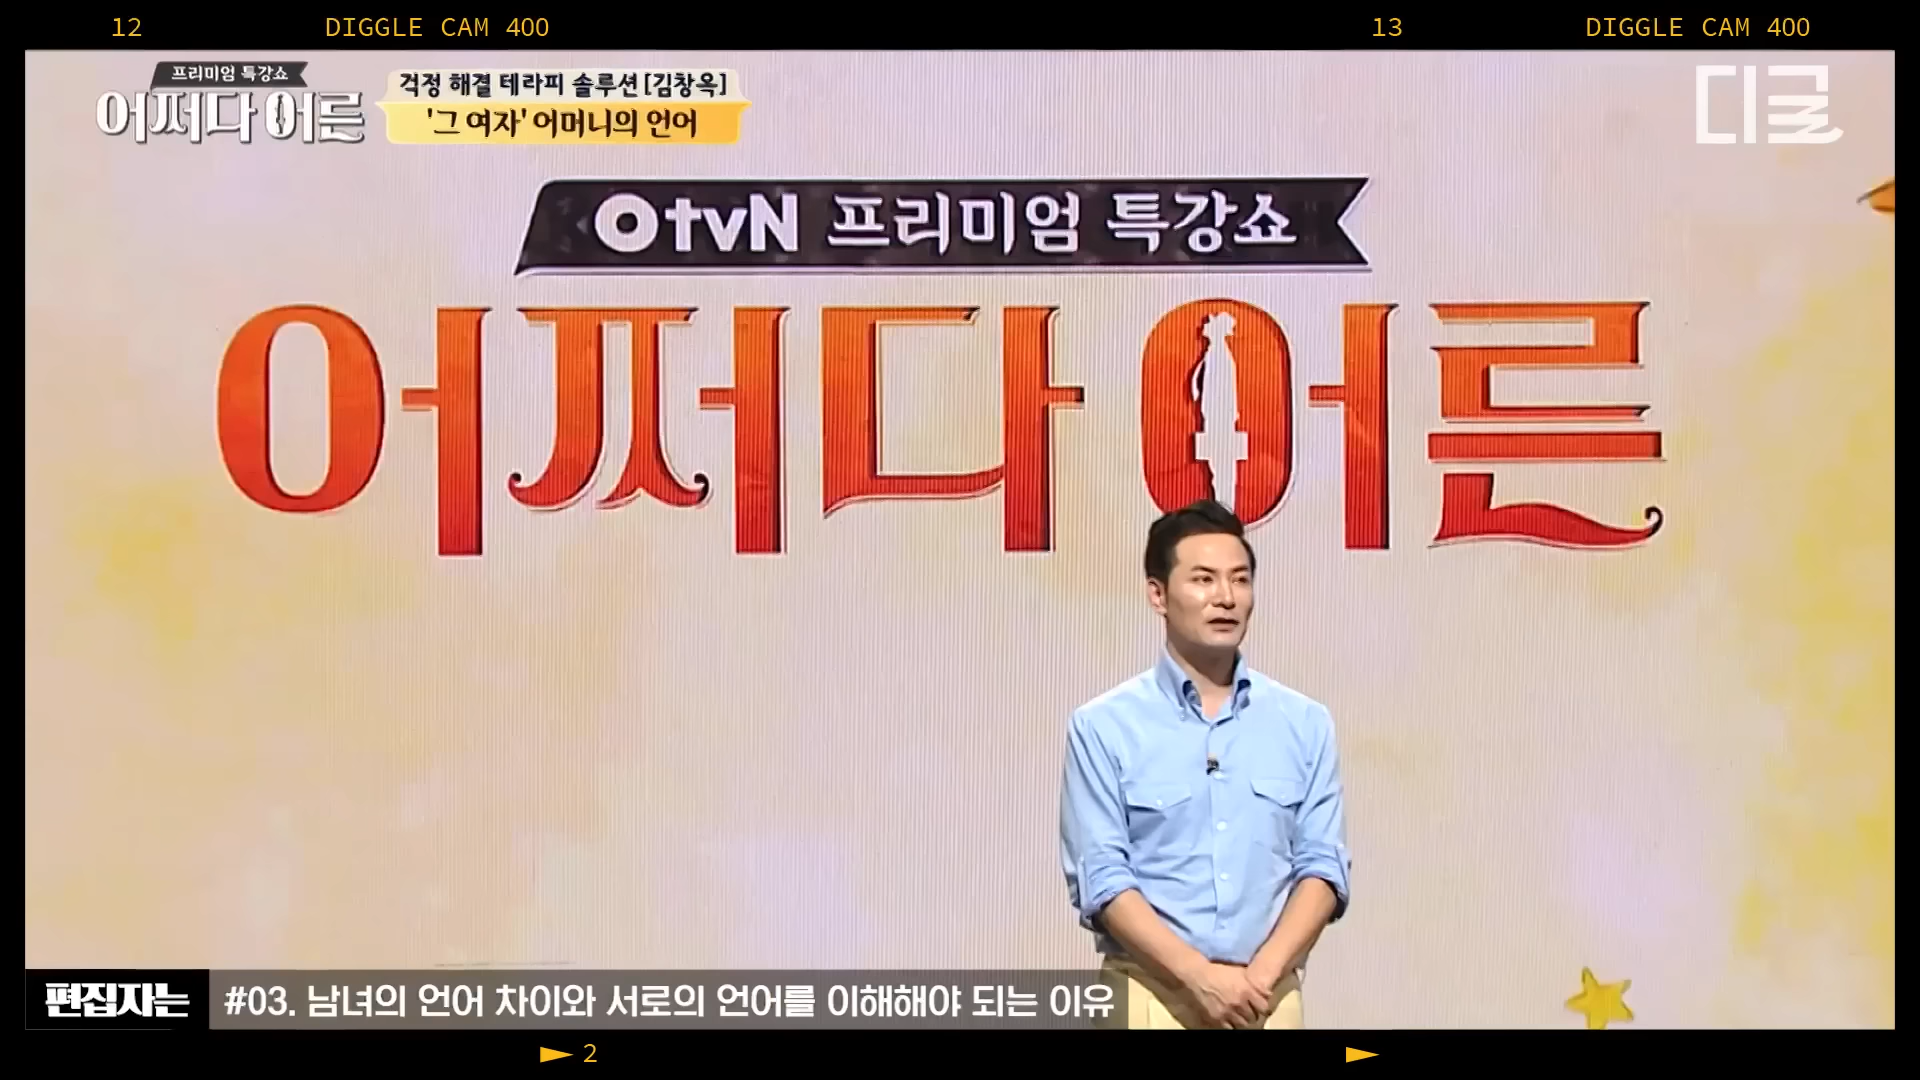 12 DIGGLE CAM 400 13 DIGGLE CAM 400
프리미엄 특강쇼
어쩌다 어른
걱정 해결 테라피 솔루션 [김창옥]
'그 여자' 어머니의 언어
디글
OtvN 프리미엄 특강쇼
어쩌다 어른
편집자는
#03. 남녀의 언어 차이와 서로의 언어를 이해해야 되는 이유
2